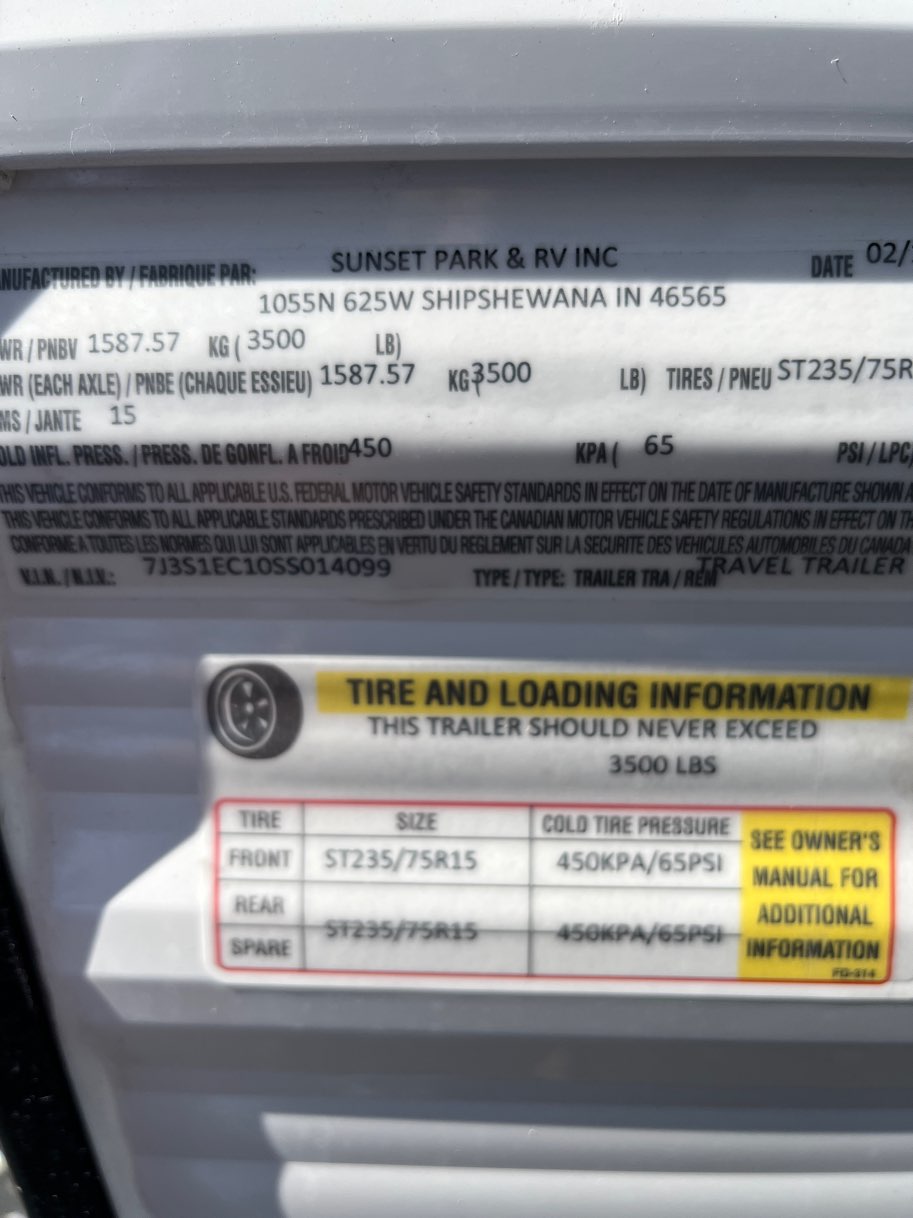 ANUFACTURED BY / FABRIQUE PAR: SUNSET PARK & RV INC DATE 02/
1055N 625W SHIPSHEWANA IN 46565
WR / PNBV 1587.57 KG ( 3500 LB)
WR (EACH AXLE) / PNBE (CHAQUE ESSIEU) 1587.57 KG( 3500 LB) TIRES / PNEU ST235/75R
MS / JANTE 15
OLD INFL. PRESS. / PRESS. DE GONFL. A FROID 450 KPA ( 65 PSI / LPC)
THIS VEHICLE CONFORMS TO ALL APPLICABLE U.S. FEDERAL MOTOR VEHICLE SAFETY STANDARDS IN EFFECT ON THE DATE OF MANUFACTURE SHOWN A
THIS VEHICLE CONFORMS TO ALL APPLICABLE STANDARDS PRESCRIBED UNDER THE CANADIAN MOTOR VEHICLE SAFETY REGULATIONS IN EFFECT ON TH
CONFORME A TOUTES LES NORMES QUI LUI SONT APPLICABLES EN VERTU DU REGLEMENT SUR LA SECURITE DES VEHICULES AUTOMOBILES DU CANADA
V.I.N. / N.I.V.: 7J3S1EC10SS014099 TYPE / TYPE: TRAILER TRA / REM TRAVEL TRAILER
TIRE AND LOADING INFORMATION
THIS TRAILER SHOULD NEVER EXCEED
3500 LBS
TIRE SIZE COLD TIRE PRESSURE
FRONT ST235/75R15 450KPA/65PSI
REAR
SPARE ST235/75R15 450KPA/65PSI
SEE OWNER'S
MANUAL FOR
ADDITIONAL
INFORMATION
FG-314